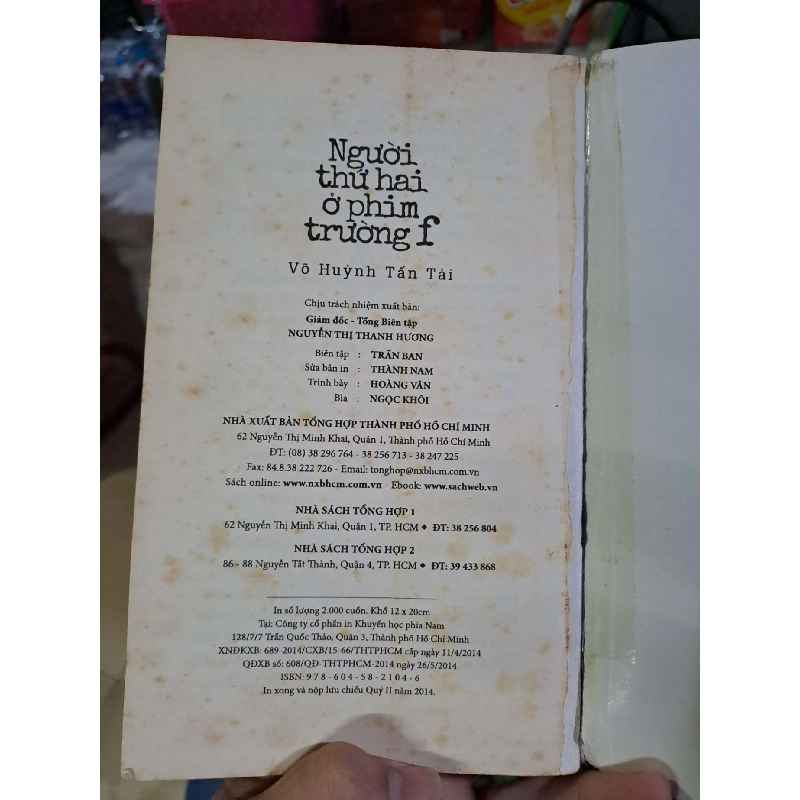 Người
thứ hai
ở phim
trường f
Võ Huỳnh Tấn Tài
Chịu trách nhiệm xuất bản:
Giám đốc - Tổng Biên tập
NGUYỄN THỊ THANH HƯƠNG
Biên tập : TRẦN BAN
Sửa bản in : THÀNH NAM
Trình bày : HOÀNG VÂN
Bìa : NGỌC KHÔI
NHÀ XUẤT BẢN TỔNG HỢP THÀNH PHỐ HỒ CHÍ MINH
62 Nguyễn Thị Minh Khai, Quận 1, Thành phố Hồ Chí Minh
ĐT: (08) 38 296 764 - 38 256 713 - 38 247 225
Fax: 84.8.38 222 726 - Email: tonghop@nxbhcm.com.vn
Sách online: www.nxbhcm.com.vn - Ebook: www.sachweb.vn
NHÀ SÁCH TỔNG HỢP 1
62 Nguyễn Thị Minh Khai, Quận 1, TP. HCM ♦ ĐT: 38 256 804
NHÀ SÁCH TỔNG HỢP 2
86 - 88 Nguyễn Tất Thành, Quận 4, TP. HCM ♦ ĐT: 39 433 868
In số lượng 2.000 cuốn. Khổ 12 x 20cm
Tại: Công ty cổ phần in Khuyến học phía Nam
128/7/7 Trần Quốc Thảo, Quận 3, Thành phố Hồ Chí Minh
XNĐKXB: 689-2014/CXB/15-66/THTPHCM cấp ngày 11/4/2014
QĐXB số: 608/QĐ-THTPHCM-2014 ngày 26/5/2014
ISBN: 978-604-58-2104-6
In xong và nộp lưu chiểu Quý II năm 2014.